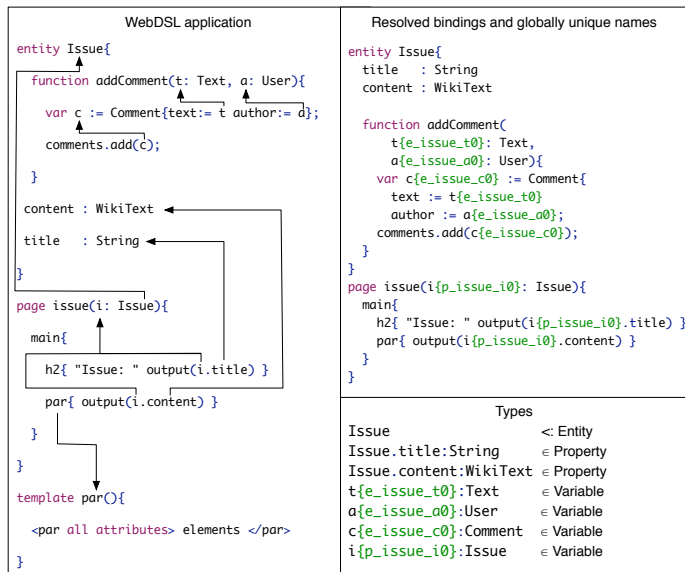 WebDSL application
entity Issue{
function addComment(t: Text, a: User){
var c := Comment{text:= t author:= a};
comments.add(c);
}
content : WikiText
title : String
}
page issue(i: Issue){
main{
h2{ "Issue: " output(i.title) }
par{ output(i.content) }
}
}
template par(){
<par all attributes> elements </par>
}
Resolved bindings and globally unique names
entity Issue{
title : String
content : WikiText
function addComment(
t{e_issue_t0}: Text,
a{e_issue_a0}: User){
var c{e_issue_c0} := Comment{
text := t{e_issue_t0}
author := a{e_issue_a0};
comments.add(c{e_issue_c0});
}
}
page issue(i{p_issue_i0}: Issue){
main{
h2{ "Issue: " output(i{p_issue_i0}.title) }
par{ output(i{p_issue_i0}.content) }
}
}
Types
Issue <: Entity
Issue.title:String ∈ Property
Issue.content:WikiText ∈ Property
t{e_issue_t0}:Text ∈ Variable
a{e_issue_a0}:User ∈ Variable
c{e_issue_c0}:Comment ∈ Variable
i{p_issue_i0}:Issue ∈ Variable